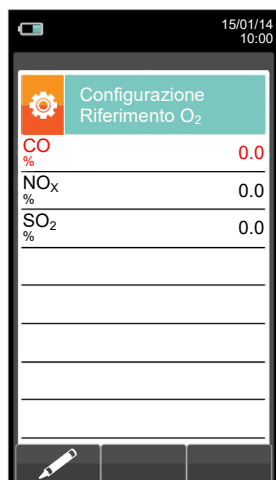 15/01/14
10:00
Configurazione
Riferimento O₂
CO 0.0
%
NOX 0.0
%
SO₂ 0.0
%